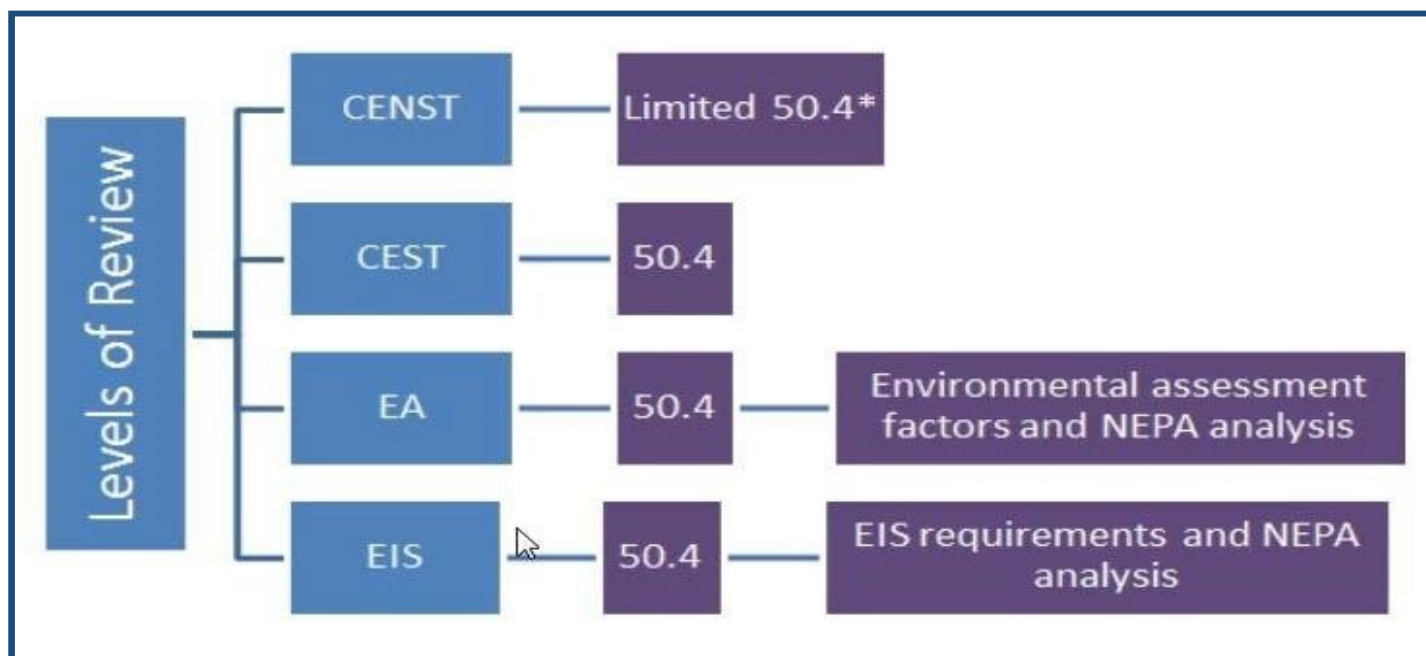 Levels of Review
CENST
Limited 50.4*
CEST
50.4
EA
50.4
Environmental assessment
factors and NEPA analysis
EIS
50.4
EIS requirements and NEPA
analysis